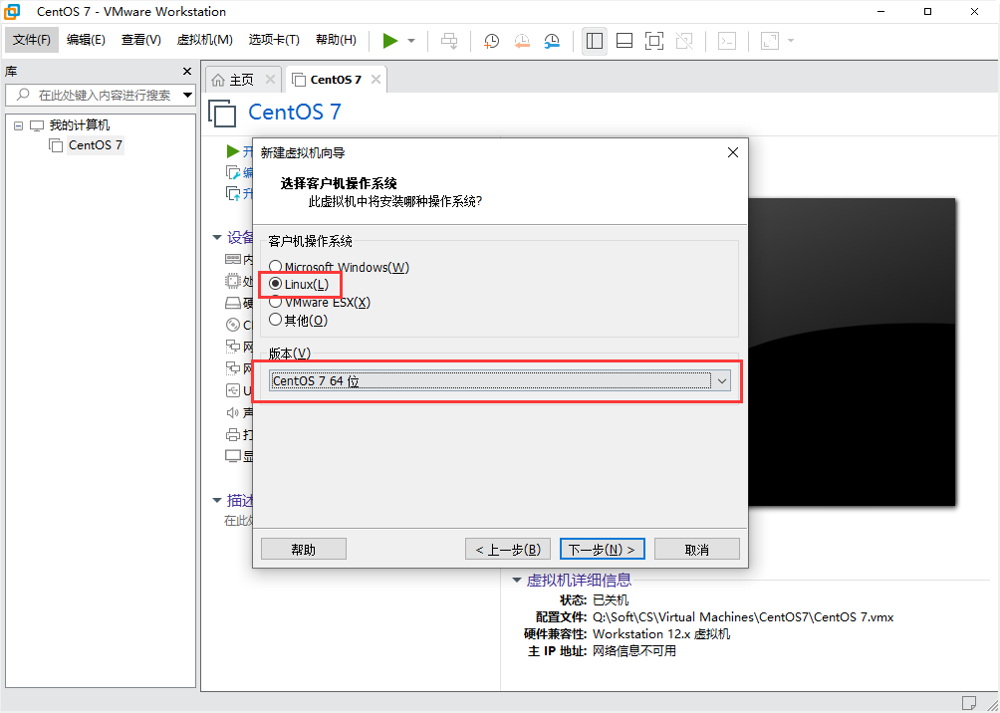 CentOS 7 - VMware Workstation
文件(F) 编辑(E) 查看(V) 虚拟机(M) 选项卡(T) 帮助(H)
库
在此处键入内容进行搜索
我的计算机
CentOS 7
主页 CentOS 7
CentOS 7
开
编
升
设备
内
处
硬
网
网
U
声
打
显
描述
在此处
新建虚拟机向导
选择客户机操作系统
此虚拟机中将安装哪种操作系统?
客户机操作系统
Microsoft Windows(W)
Linux(L)
VMware ESX(X)
其他(O)
版本(V)
CentOS 7 64 位
帮助 < 上一步(B) 下一步(N) > 取消
虚拟机详细信息
状态: 已关机
配置文件: Q:\Soft\CS\Virtual Machines\CentOS7\CentOS 7.vmx
硬件兼容性: Workstation 12.x 虚拟机
主 IP 地址: 网络信息不可用